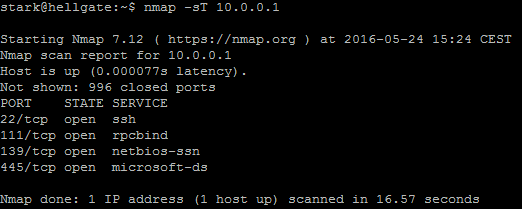 stark@hellgate:~$ nmap -sT 10.0.0.1
Starting Nmap 7.12 ( https://nmap.org ) at 2016-05-24 15:24 CEST
Nmap scan report for 10.0.0.1
Host is up (0.000077s latency).
Not shown: 996 closed ports
PORT    STATE SERVICE
22/tcp  open  ssh
111/tcp open  rpcbind
139/tcp open  netbios-ssn
445/tcp open  microsoft-ds
Nmap done: 1 IP address (1 host up) scanned in 16.57 seconds